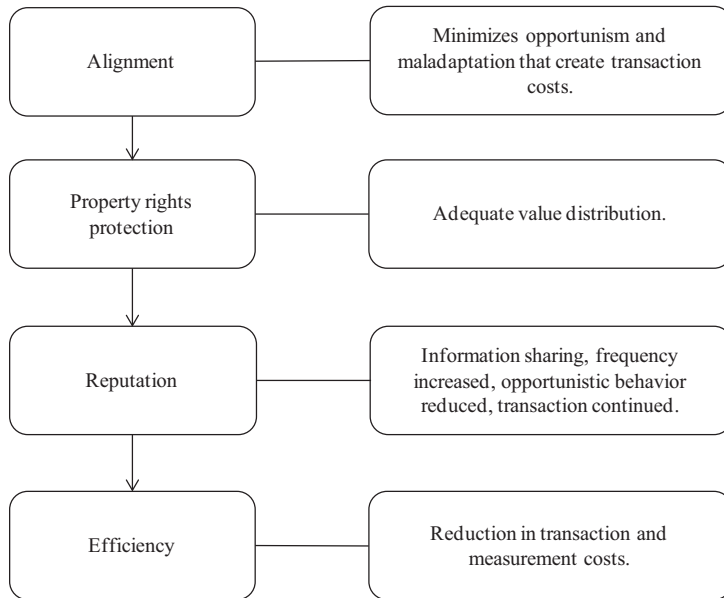 Alignment
Minimizes opportunism and
maladaptation that create transaction
costs.
Property rights
protection
Adequate value distribution.
Reputation
Information sharing, frequency
increased, opportunistic behavior
reduced, transaction continued.
Efficiency
Reduction in transaction and
measurement costs.